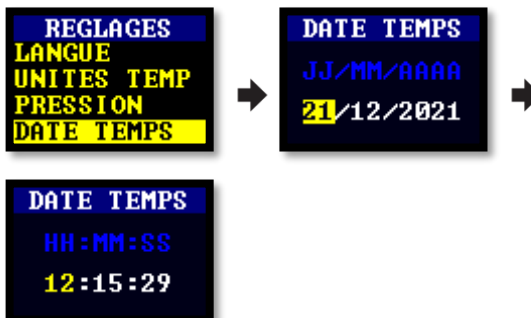 REGLAGES
LANGUE
UNITES TEMP
PRESSION
DATE TEMPS
DATE TEMPS
JJ/MM/AAAA
21/12/2021
DATE TEMPS
HH:MM:SS
12:15:29